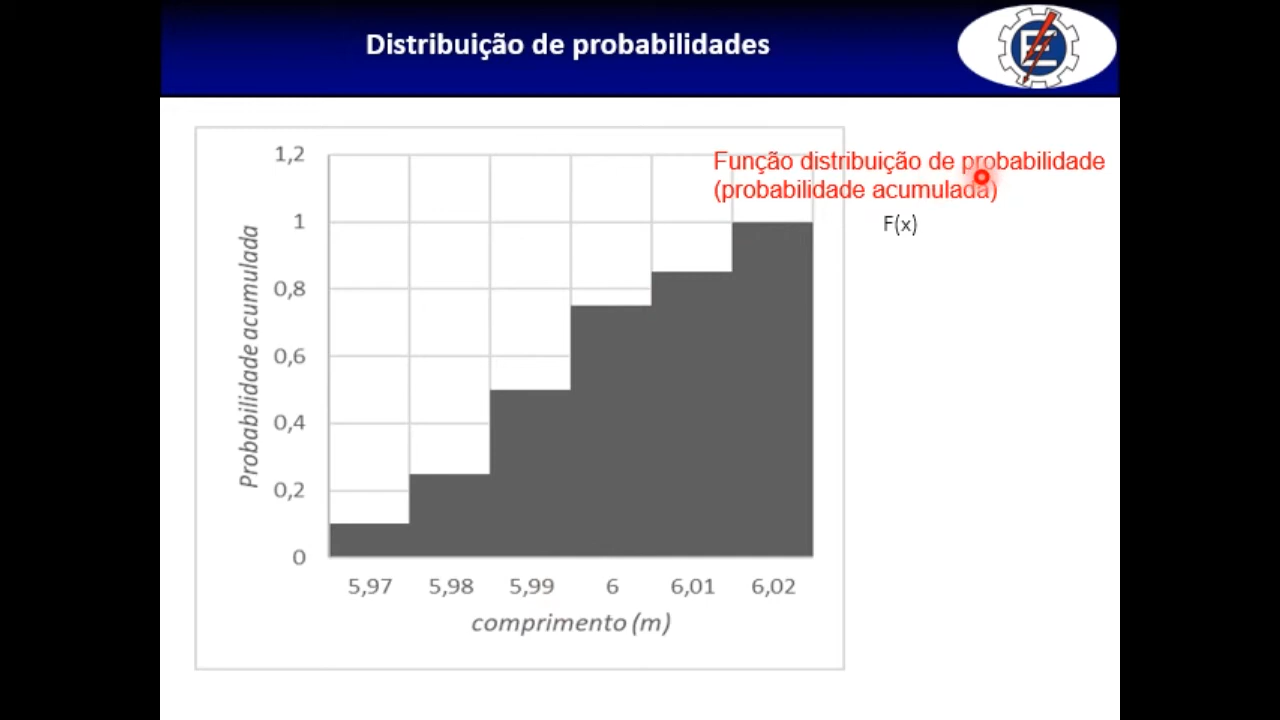 Distribuição de probabilidades
E
1,2
Função distribuição de probabilidade
(probabilidade acumulada)
F(x)
1
0,8
0,6
0,4
0,2
0
Probabilidade acumulada
5,97 5,98 5,99 6 6,01 6,02
comprimento (m)